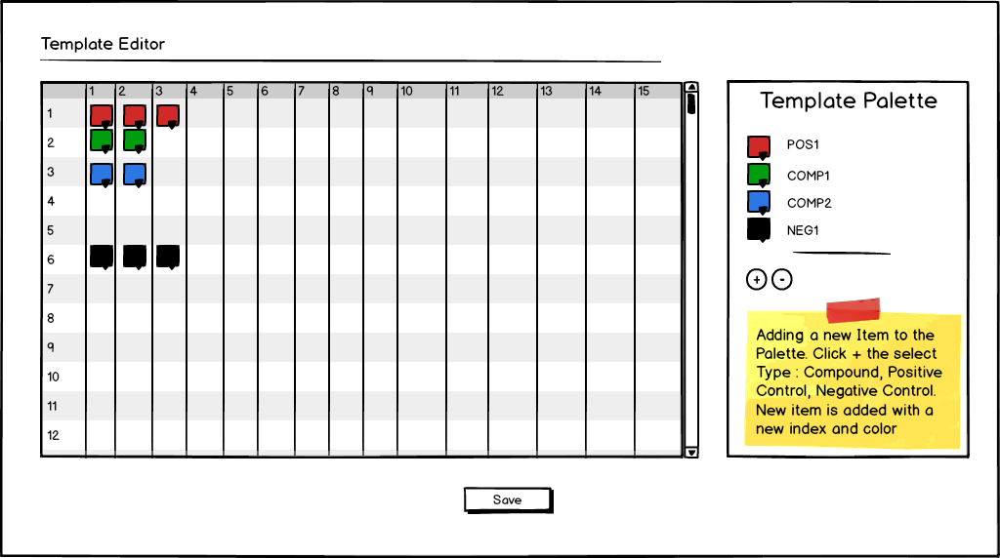 Template Editor
1 2 3 4 5 6 7 8 9 10 11 12 13 14 15
1
2
3
4
5
6
7
8
9
10
11
12
Template Palette
POS1
COMP1
COMP2
NEG1
+ -
Adding a new Item to the
Palette. Click + the select
Type : Compound, Positive
Control, Negative Control.
New item is added with a
new index and color
Save